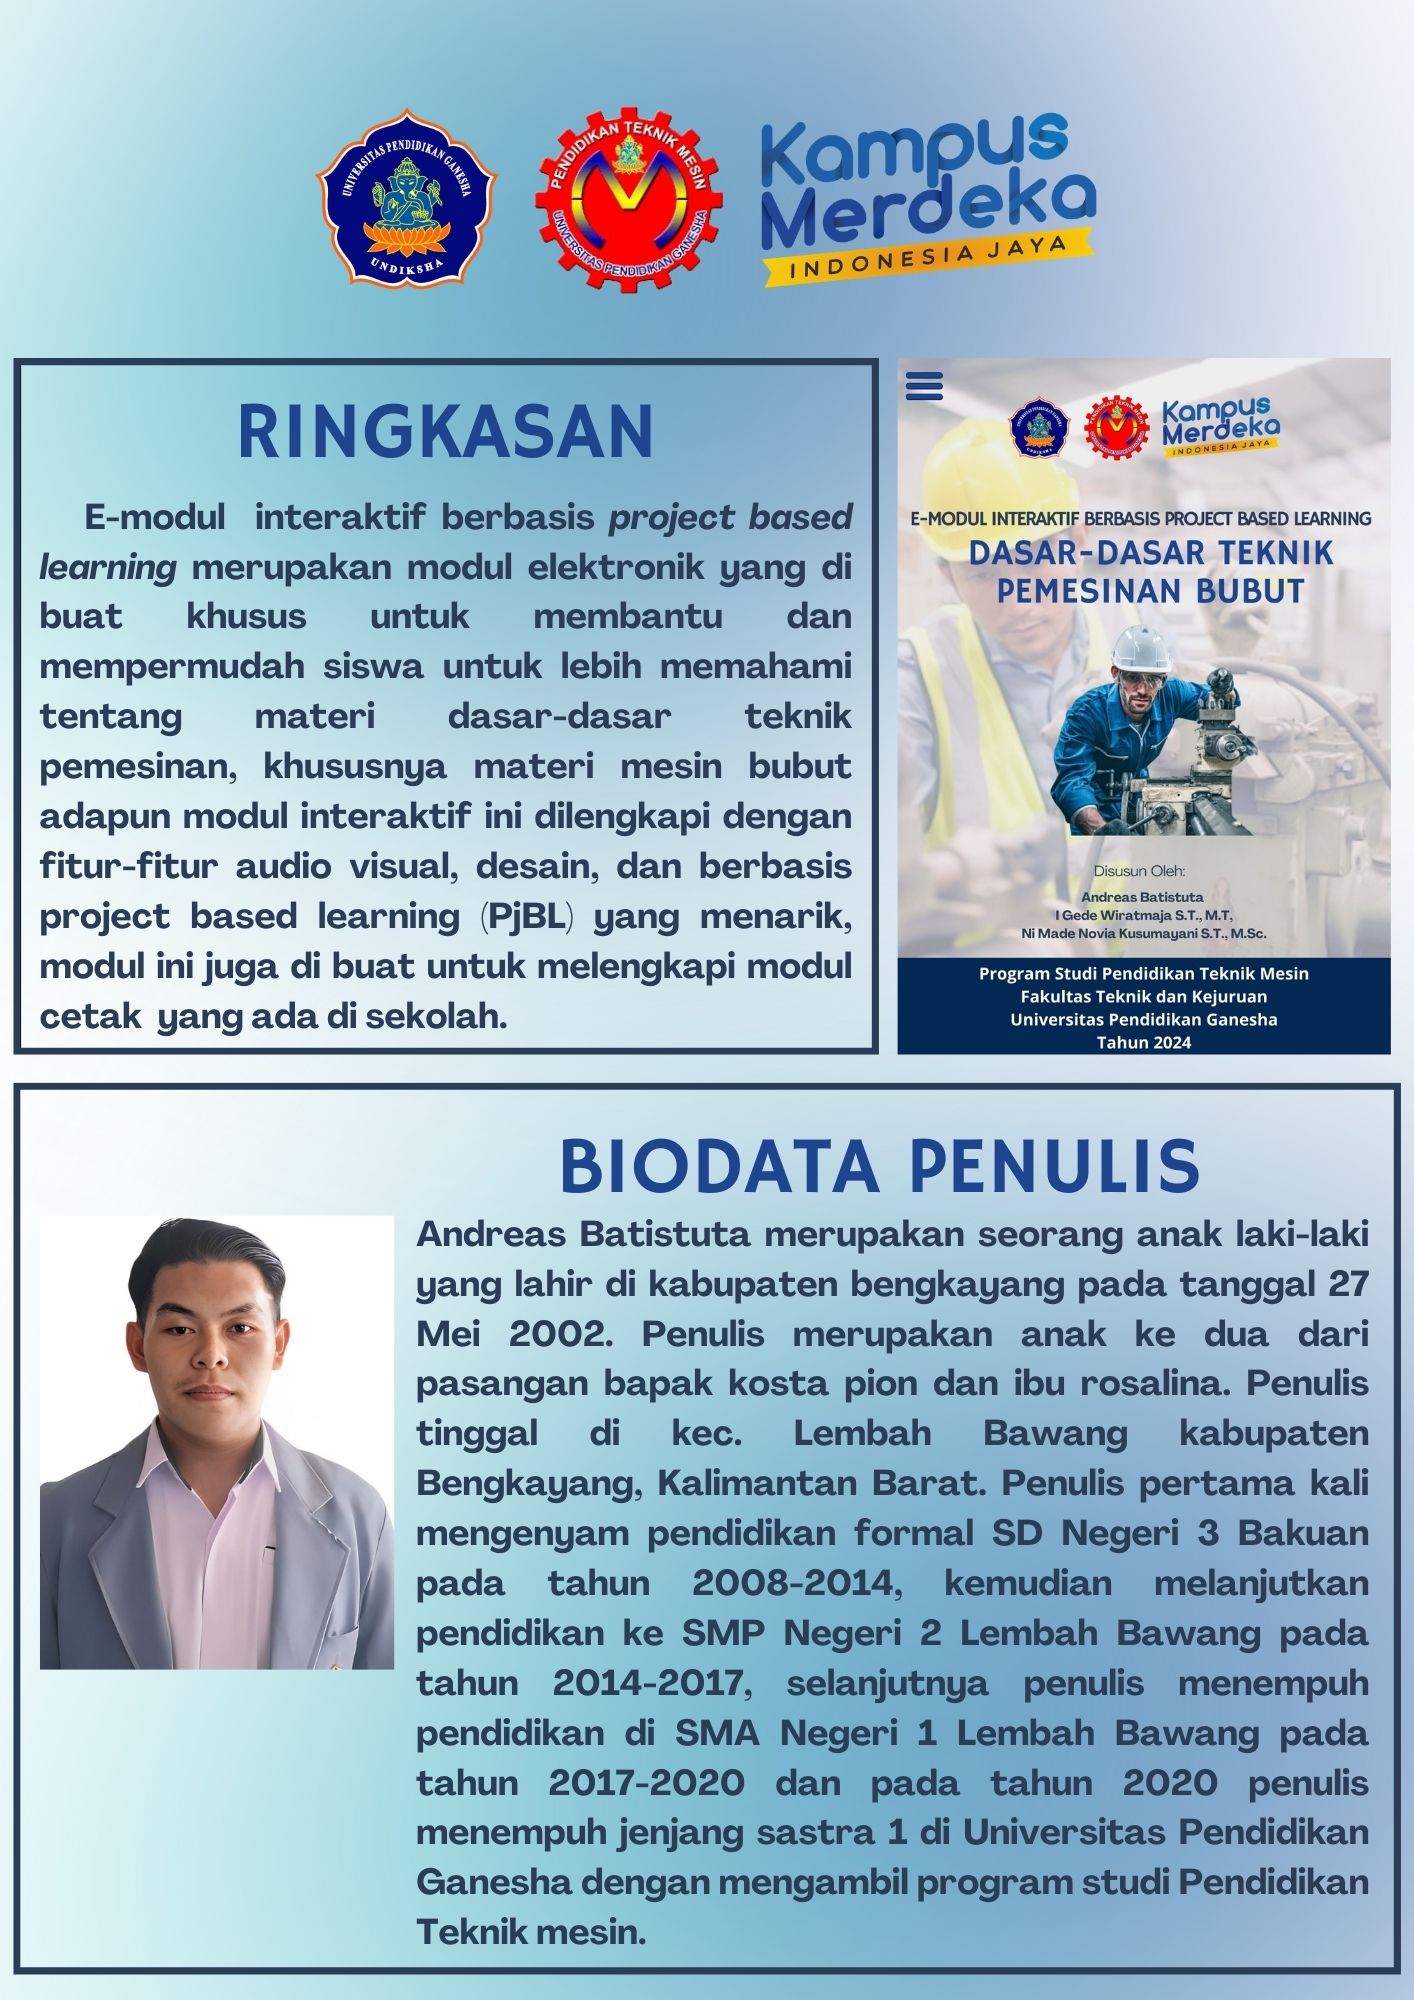 UNIVERSITAS PENDIDIKAN GANESHA
UNDIKSHA
PENDIDIKAN TEKNIK MESIN
UNIVERSITAS PENDIDIKAN GANESHA
Kampus
Merdeka
INDONESIA JAYA
RINGKASAN
E-modul interaktif berbasis project based
learning merupakan modul elektronik yang di
buat khusus untuk membantu dan
mempermudah siswa untuk lebih memahami
tentang materi dasar-dasar teknik
pemesinan, khususnya materi mesin bubut
adapun modul interaktif ini dilengkapi dengan
fitur-fitur audio visual, desain, dan berbasis
project based learning (PjBL) yang menarik,
modul ini juga di buat untuk melengkapi modul
cetak yang ada di sekolah.
UNIVERSITAS PENDIDIKAN GANESHA
UNDIKSHA
PENDIDIKAN TEKNIK MESIN
UNIVERSITAS PENDIDIKAN GANESHA
Kampus
Merdeka
INDONESIA JAYA
E-MODUL INTERAKTIF BERBASIS PROJECT BASED LEARNING
DASAR-DASAR TEKNIK
PEMESINAN BUBUT
Disusun Oleh:
Andreas Batistuta
I Gede Wiratmaja S.T., M.T,
Ni Made Novia Kusumayani S.T., M.Sc.
Program Studi Pendidikan Teknik Mesin
Fakultas Teknik dan Kejuruan
Universitas Pendidikan Ganesha
Tahun 2024
BIODATA PENULIS
Andreas Batistuta merupakan seorang anak laki-laki
yang lahir di kabupaten bengkayang pada tanggal 27
Mei 2002. Penulis merupakan anak ke dua dari
pasangan bapak kosta pion dan ibu rosalina. Penulis
tinggal di kec. Lembah Bawang kabupaten
Bengkayang, Kalimantan Barat. Penulis pertama kali
mengenyam pendidikan formal SD Negeri 3 Bakuan
pada tahun 2008-2014, kemudian melanjutkan
pendidikan ke SMP Negeri 2 Lembah Bawang pada
tahun 2014-2017, selanjutnya penulis menempuh
pendidikan di SMA Negeri 1 Lembah Bawang pada
tahun 2017-2020 dan pada tahun 2020 penulis
menempuh jenjang sastra 1 di Universitas Pendidikan
Ganesha dengan mengambil program studi Pendidikan
Teknik mesin.